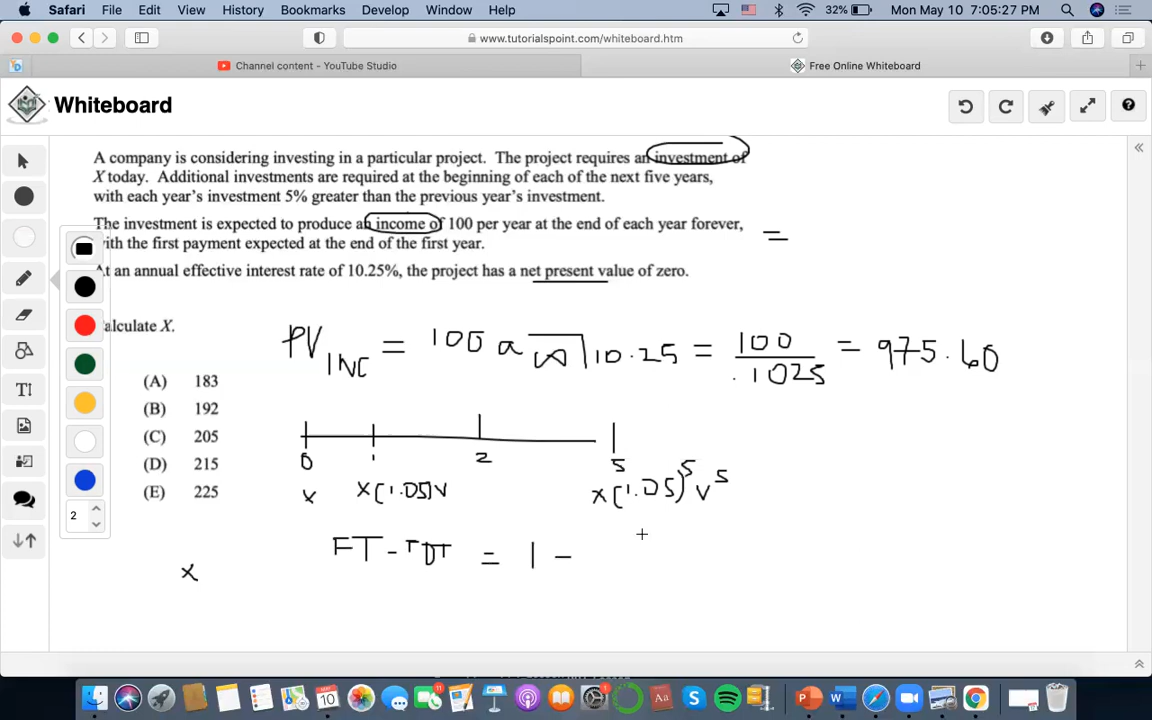 Safari File Edit View History Bookmarks Develop Window Help 32% Mon May 10 7:05:27 PM
www.tutorialspoint.com/whiteboard.htm
Channel content - YouTube Studio Free Online Whiteboard
Whiteboard
A company is considering investing in a particular project. The project requires an investment of
X today. Additional investments are required at the beginning of each of the next five years,
with each year's investment 5% greater than the previous year's investment.
The investment is expected to produce an income of 100 per year at the end of each year forever,
with the first payment expected at the end of the first year.
=
At an annual effective interest rate of 10.25%, the project has a net present value of zero.
Calculate X.
PV INC = 100 a ∞ 10.25 = 100 / .1025 = 975.60
(A) 183
(B) 192
(C) 205
(D) 215
(E) 225
0 1 2 5
X X(1.05)V X(1.05)^5 V^5
FT - TDT = 1 -
X
2
11
10